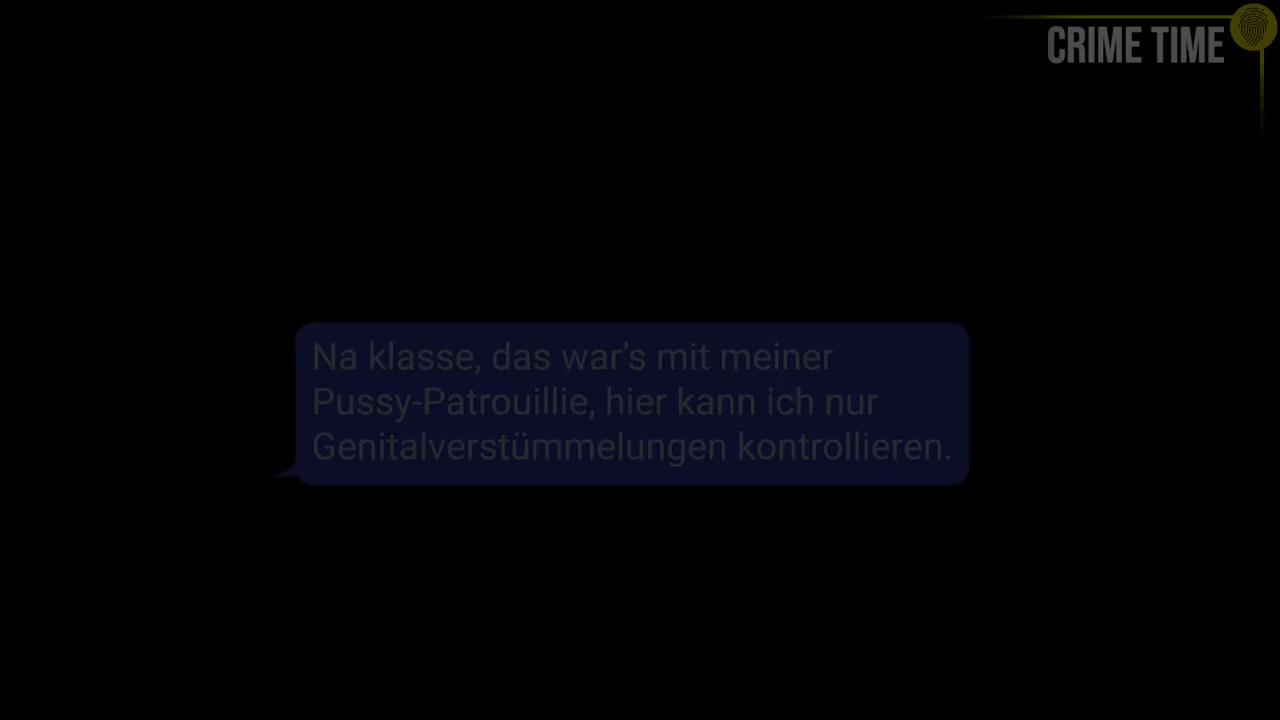 CRIME TIME
Na klasse, das war’s mit meiner
Pussy-Patrouillie, hier kann ich nur
Genitalverstümmelungen kontrollieren.